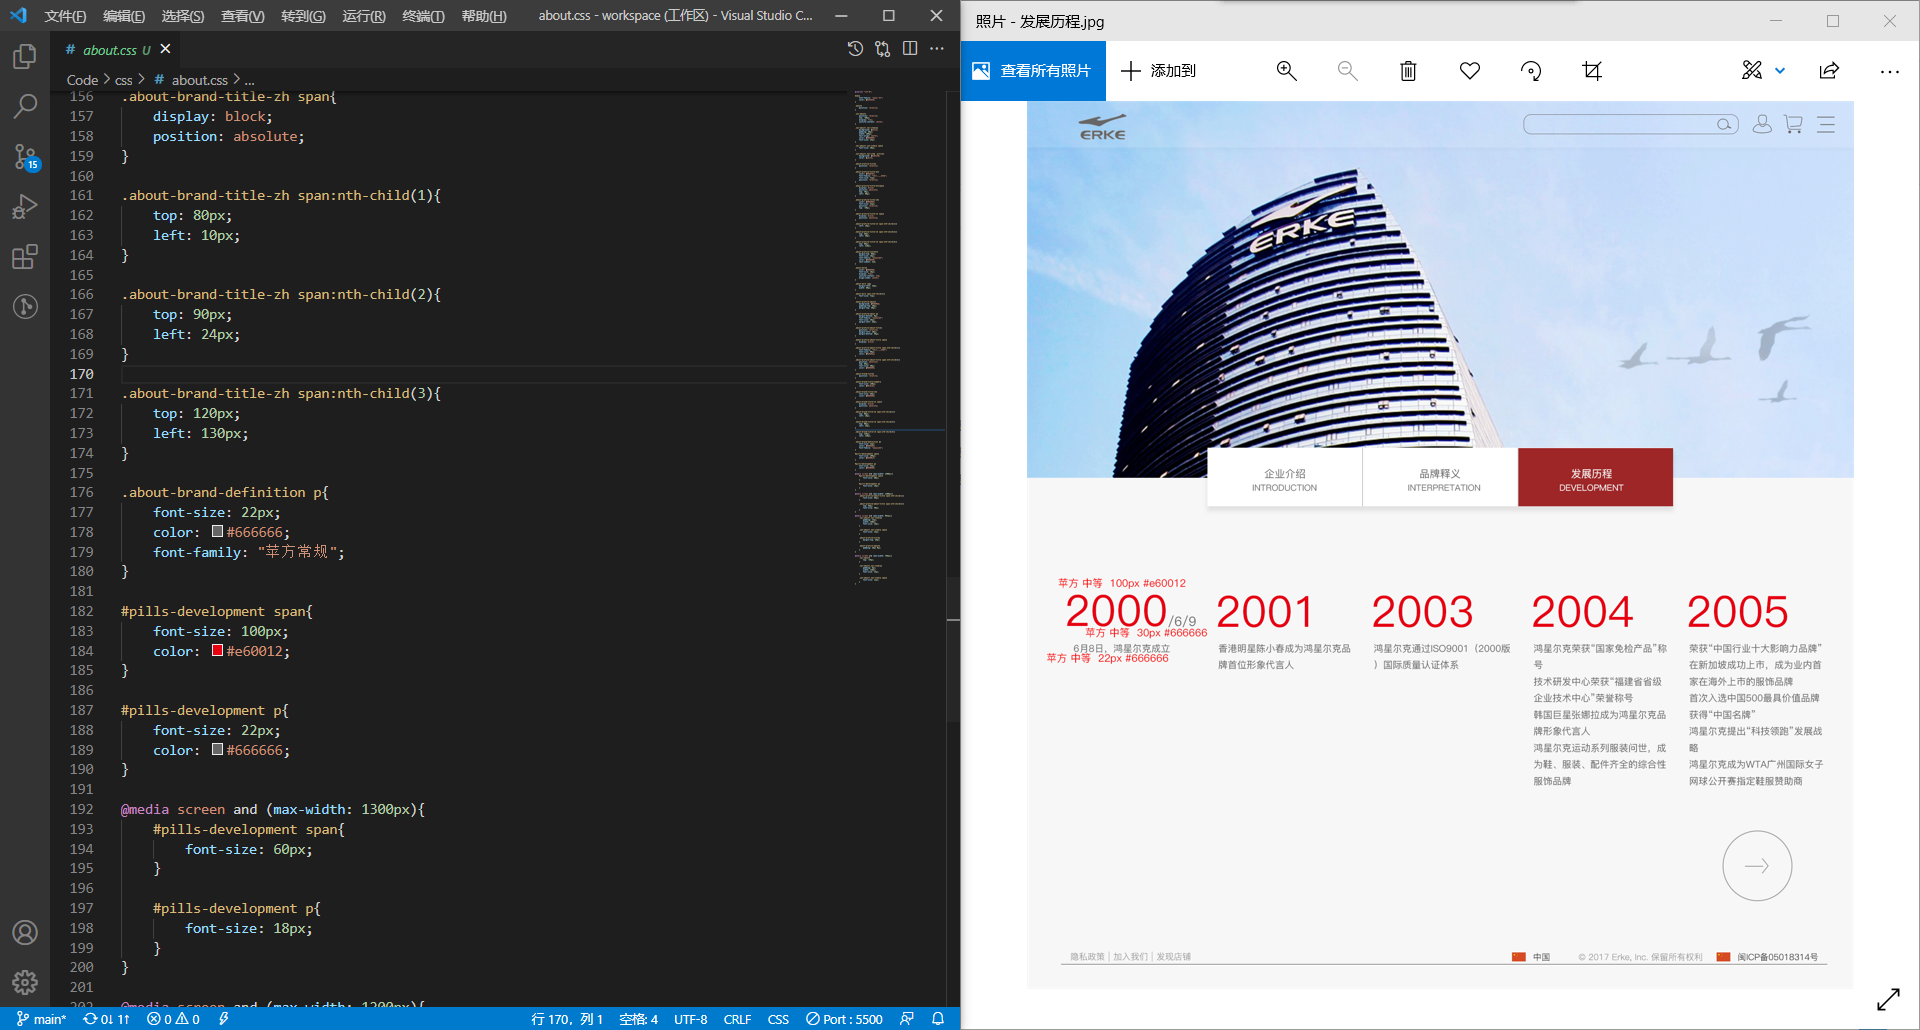 文件(F) 编辑(E) 选择(S) 查看(V) 转到(G) 运行(R) 终端(T) 帮助(H) about.css - workspace (工作区) - Visual Studio C...
# about.css U
Code > css > # about.css > ...
156 .about-brand-title-zh span{
157 display: block;
158 position: absolute;
159 }
160
161 .about-brand-title-zh span:nth-child(1){
162 top: 80px;
163 left: 10px;
164 }
165
166 .about-brand-title-zh span:nth-child(2){
167 top: 90px;
168 left: 24px;
169 }
170
171 .about-brand-title-zh span:nth-child(3){
172 top: 120px;
173 left: 130px;
174 }
175
176 .about-brand-definition p{
177 font-size: 22px;
178 color: #666666;
179 font-family: "苹方常规";
180 }
181
182 #pills-development span{
183 font-size: 100px;
184 color: #e60012;
185 }
186
187 #pills-development p{
188 font-size: 22px;
189 color: #666666;
190 }
191
192 @media screen and (max-width: 1300px){
193 #pills-development span{
194 font-size: 60px;
195 }
196
197 #pills-development p{
198 font-size: 18px;
199 }
200 }
201
202 @media screen and (max-width: 1200px){
15
main* 0↓ 1↑ 0 0 行 170，列 1 空格: 4 UTF-8 CRLF CSS Port : 5500
照片 - 发展历程.jpg
查看所有照片 添加到
ERKE
ERKE
企业介绍
INTRODUCTION
品牌释义
INTERPRETATION
发展历程
DEVELOPMENT
苹方 中等 100px #e60012
2000/6/9
苹方 中等 30px #666666
6月8日，鸿星尔克成立
苹方 中等 22px #666666
2001
香港明星陈小春成为鸿星尔克品
牌首位形象代言人
2003
鸿星尔克通过ISO9001（2000版
）国际质量认证体系
2004
鸿星尔克荣获“国家免检产品”称
号
技术研发中心荣获“福建省省级
企业技术中心”荣誉称号
韩国巨星张娜拉成为鸿星尔克品
牌形象代言人
鸿星尔克运动系列服装问世，成
为鞋、服装、配件齐全的综合性
服饰品牌
2005
荣获“中国行业十大影响力品牌”
在新加坡成功上市，成为业内首
家在海外上市的服饰品牌
首次入选中国500最具价值品牌
获得“中国名牌”
鸿星尔克提出“科技领跑”发展战
略
鸿星尔克成为WTA广州国际女子
网球公开赛指定鞋服赞助商
隐私政策 | 加入我们 | 发现店铺
中国 © 2017 Erke, Inc. 保留所有权利 闽ICP备05018314号